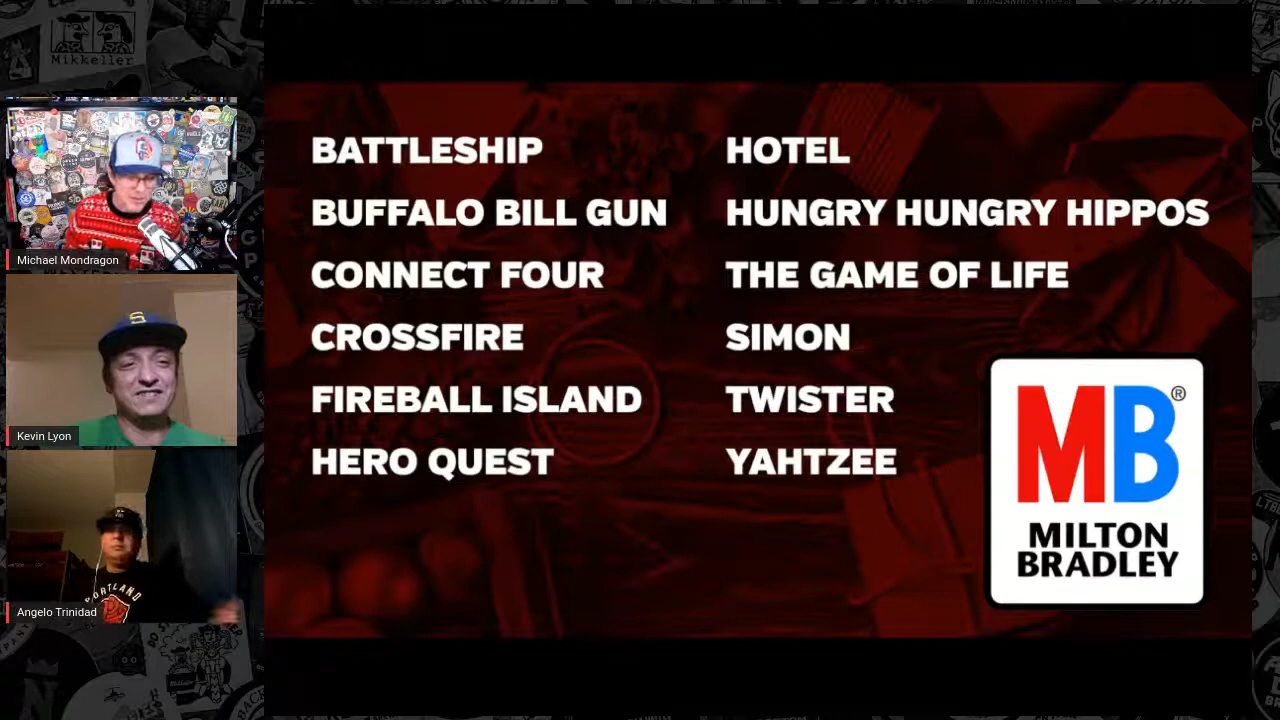 Mikkeller
Michael Mondragon
Kevin Lyon
S
Angelo Trinidad
BATTLESHIP
BUFFALO BILL GUN
CONNECT FOUR
CROSSFIRE
FIREBALL ISLAND
HERO QUEST
HOTEL
HUNGRY HUNGRY HIPPOS
THE GAME OF LIFE
SIMON
TWISTER
YAHTZEE
MB®
MILTON
BRADLEY